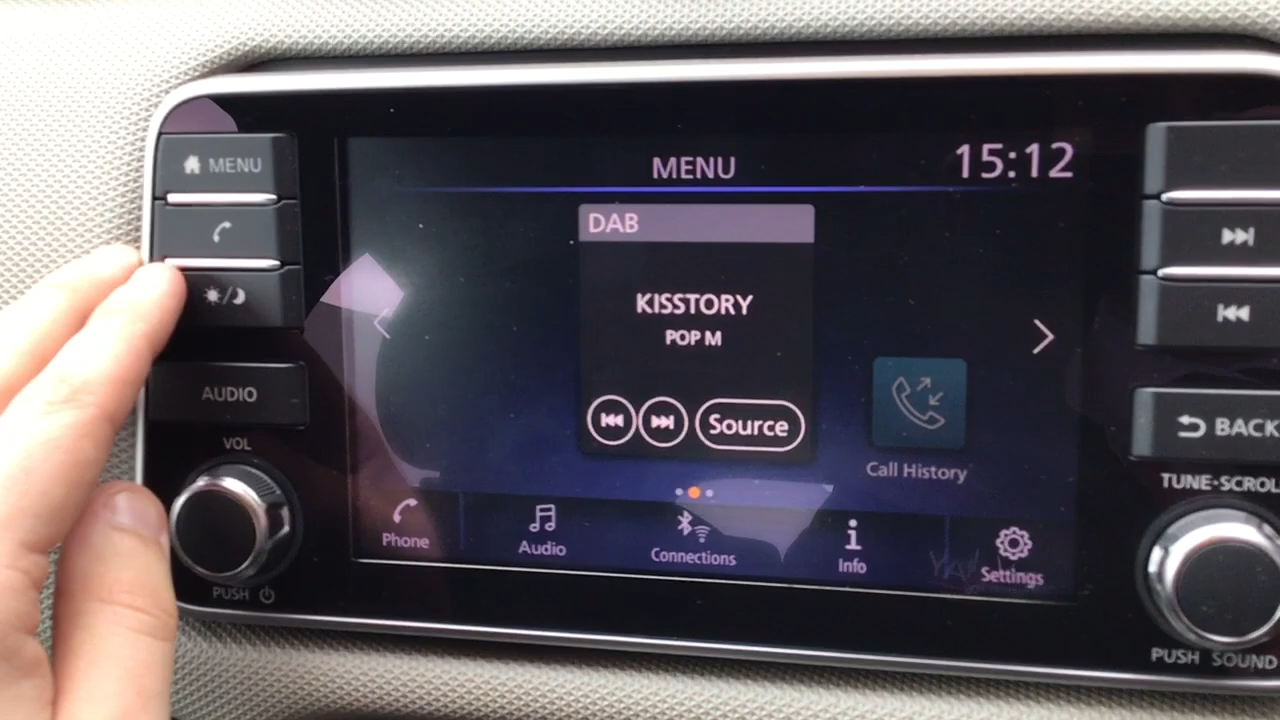 MENU
AUDIO
VOL
PUSH
MENU
15:12
DAB
KISSTORY
POP M
Source
Call History
Phone
Audio
Connections
Info
Settings
BACK
TUNE·SCROL
PUSH SOUND